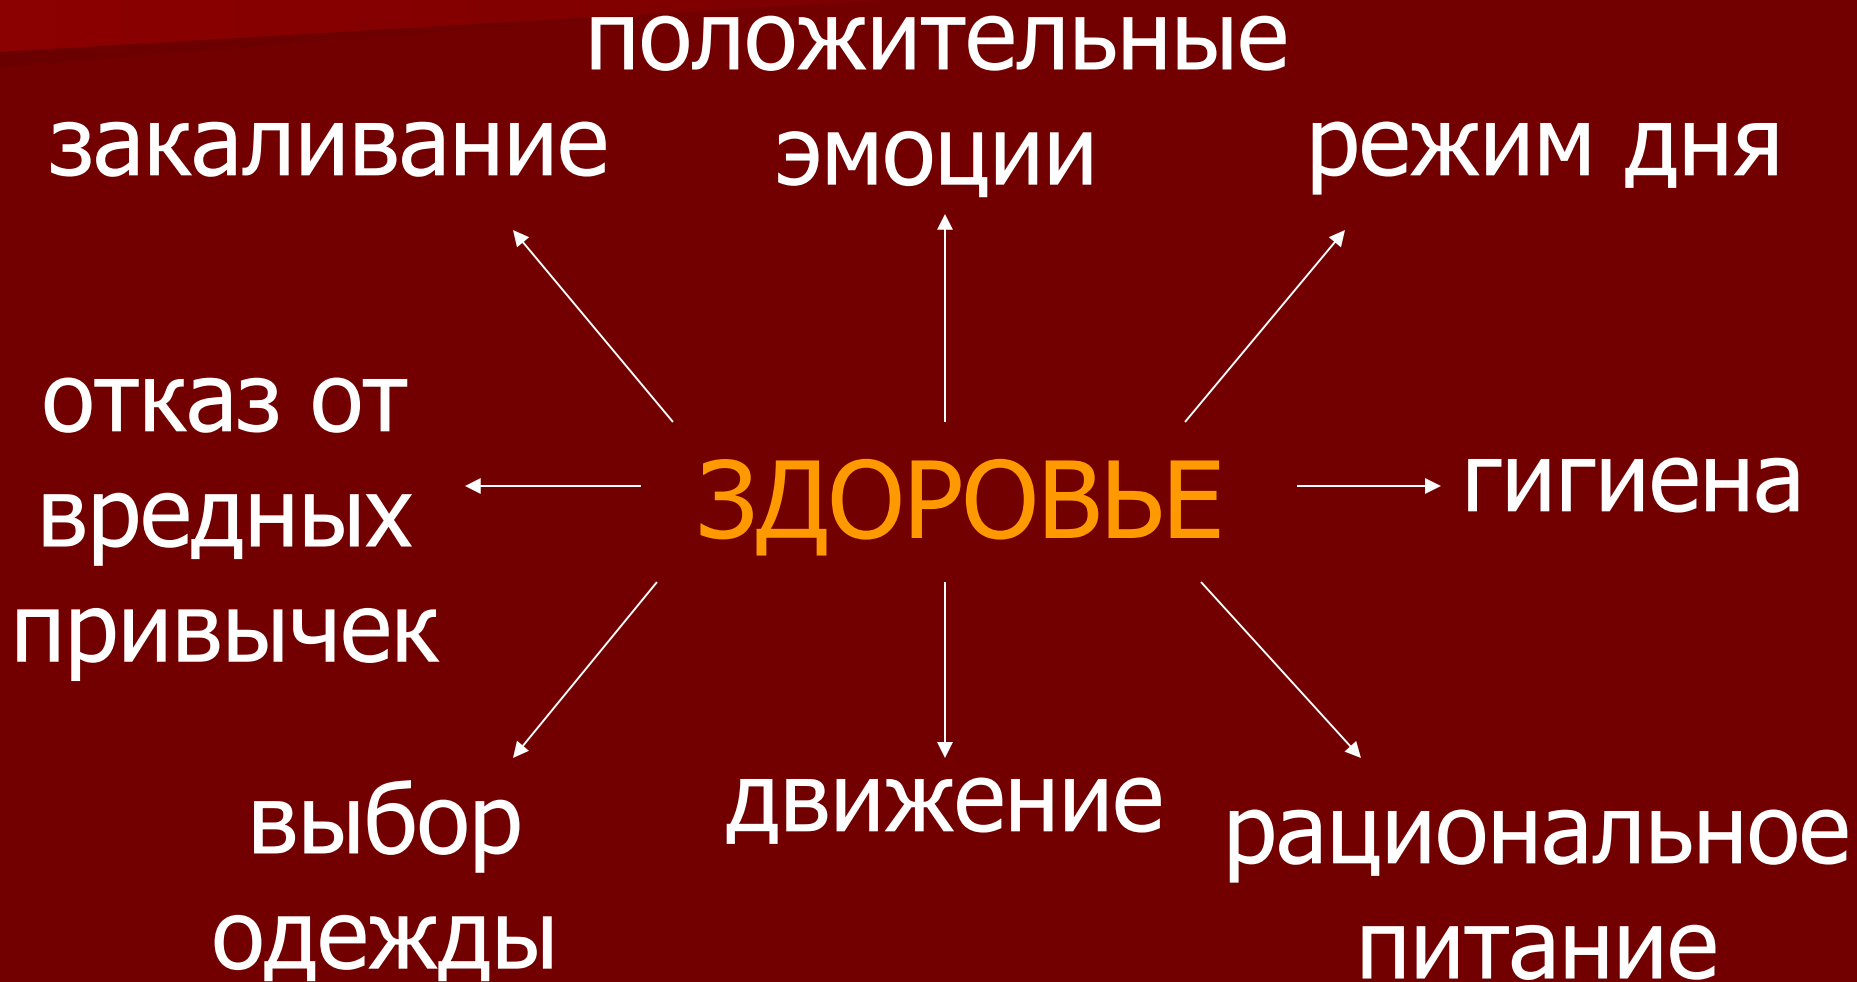 положительные
эмоции
закаливание
режим дня
отказ от
вредных
привычек
ЗДОРОВЬЕ
гигиена
выбор
одежды
движение
рациональное
питание